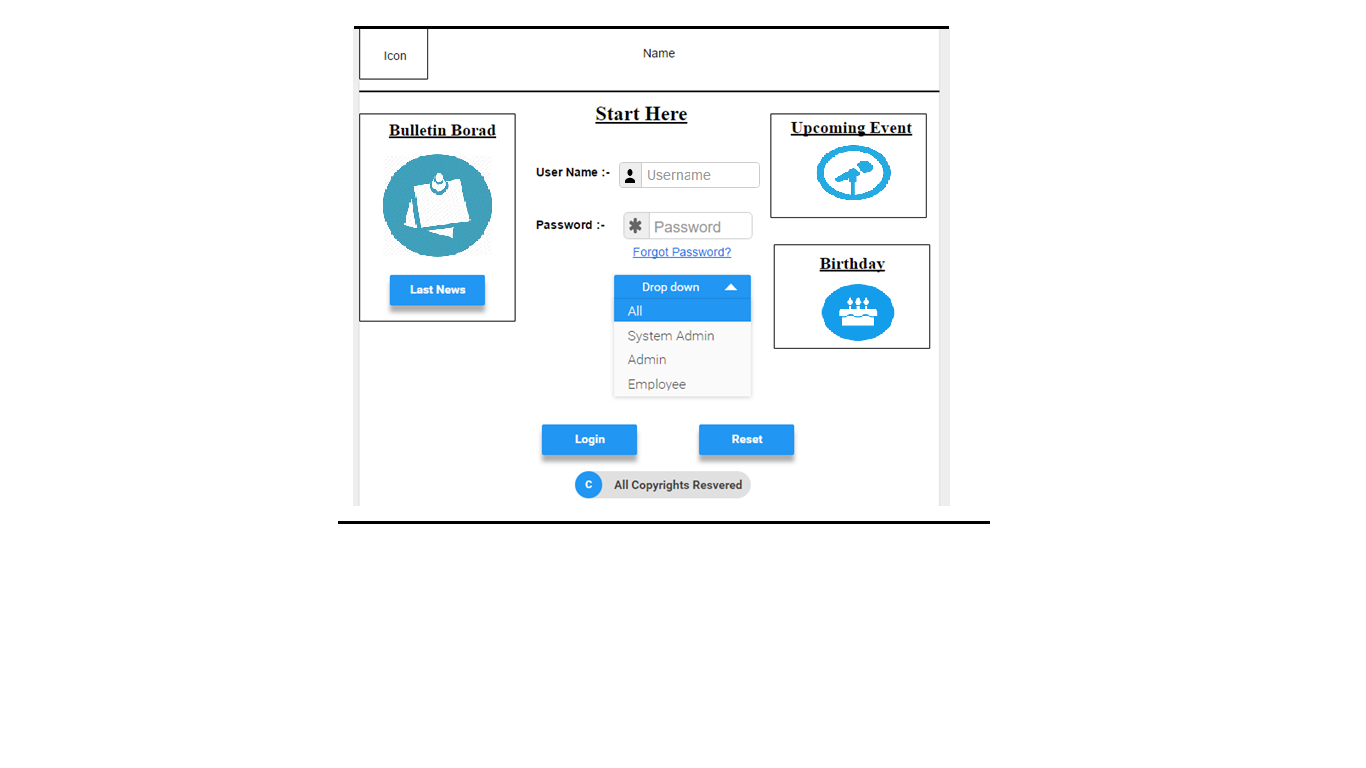 Icon
Name
Start Here
Bulletin Borad
Last News
User Name :-
Username
Password :-
Password
Forgot Password?
Drop down
All
System Admin
Admin
Employee
Login
Reset
C
All Copyrights Resvered
Upcoming Event
Birthday